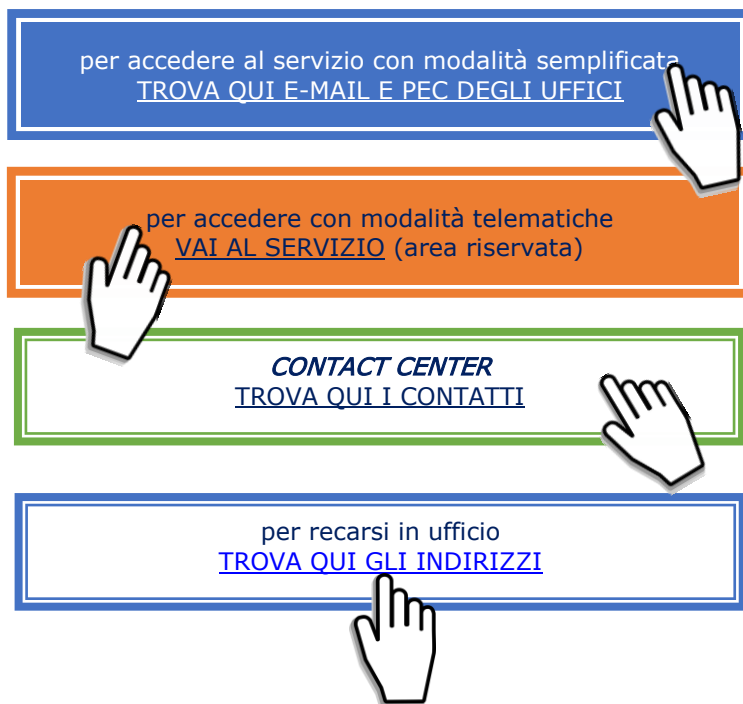 per accedere al servizio con modalità semplificata
TROVA QUI E-MAIL E PEC DEGLI UFFICI
per accedere con modalità telematiche
VAI AL SERVIZIO (area riservata)
CONTACT CENTER
TROVA QUI I CONTATTI
per recarsi in ufficio
TROVA QUI GLI INDIRIZZI